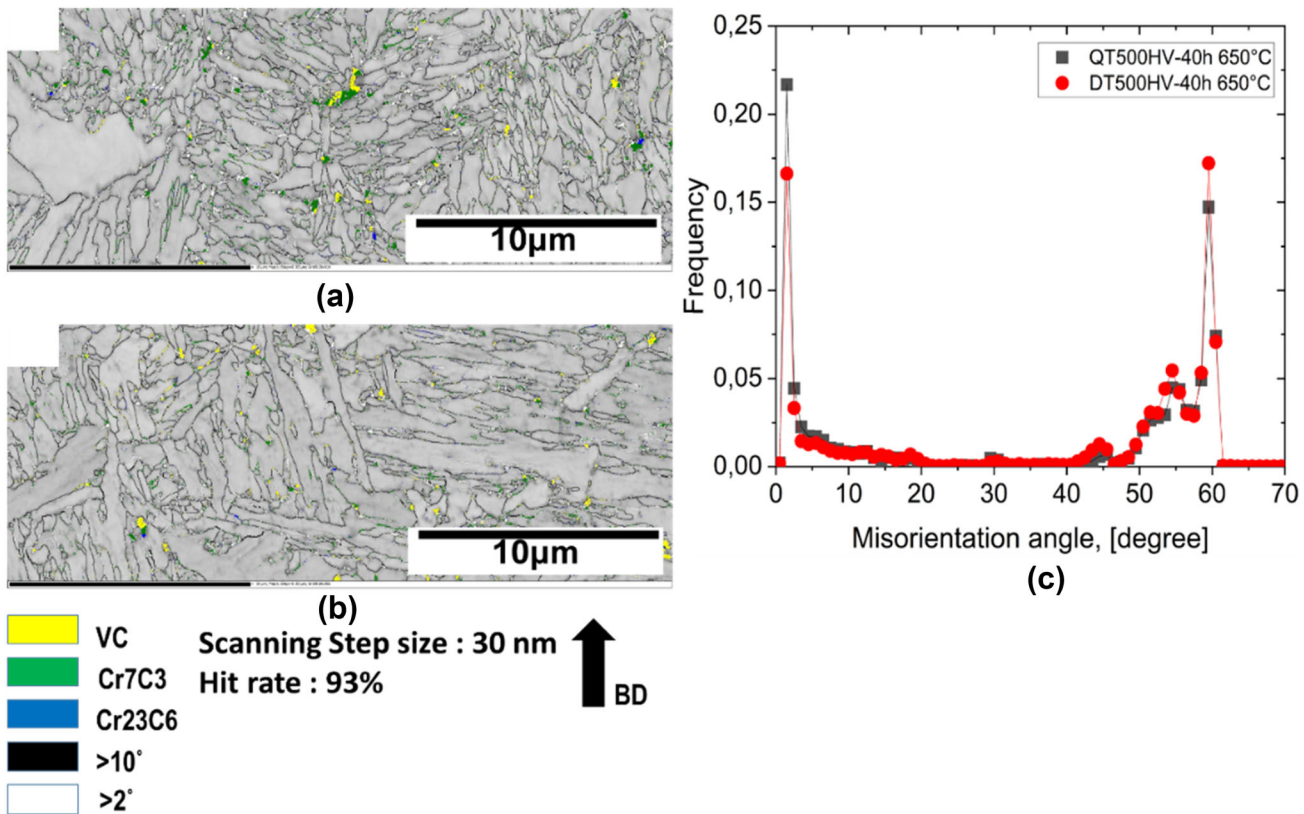 10µm
(a)
10µm
(b)
VC
Cr7C3
Cr23C6
>10°
>2°
Scanning Step size : 30 nm
Hit rate : 93%
BD
0,25
0,20
0,15
0,10
0,05
0,00
Frequency
QT500HV-40h 650°C
DT500HV-40h 650°C
0 10 20 30 40 50 60 70
Misorientation angle, [degree]
(c)